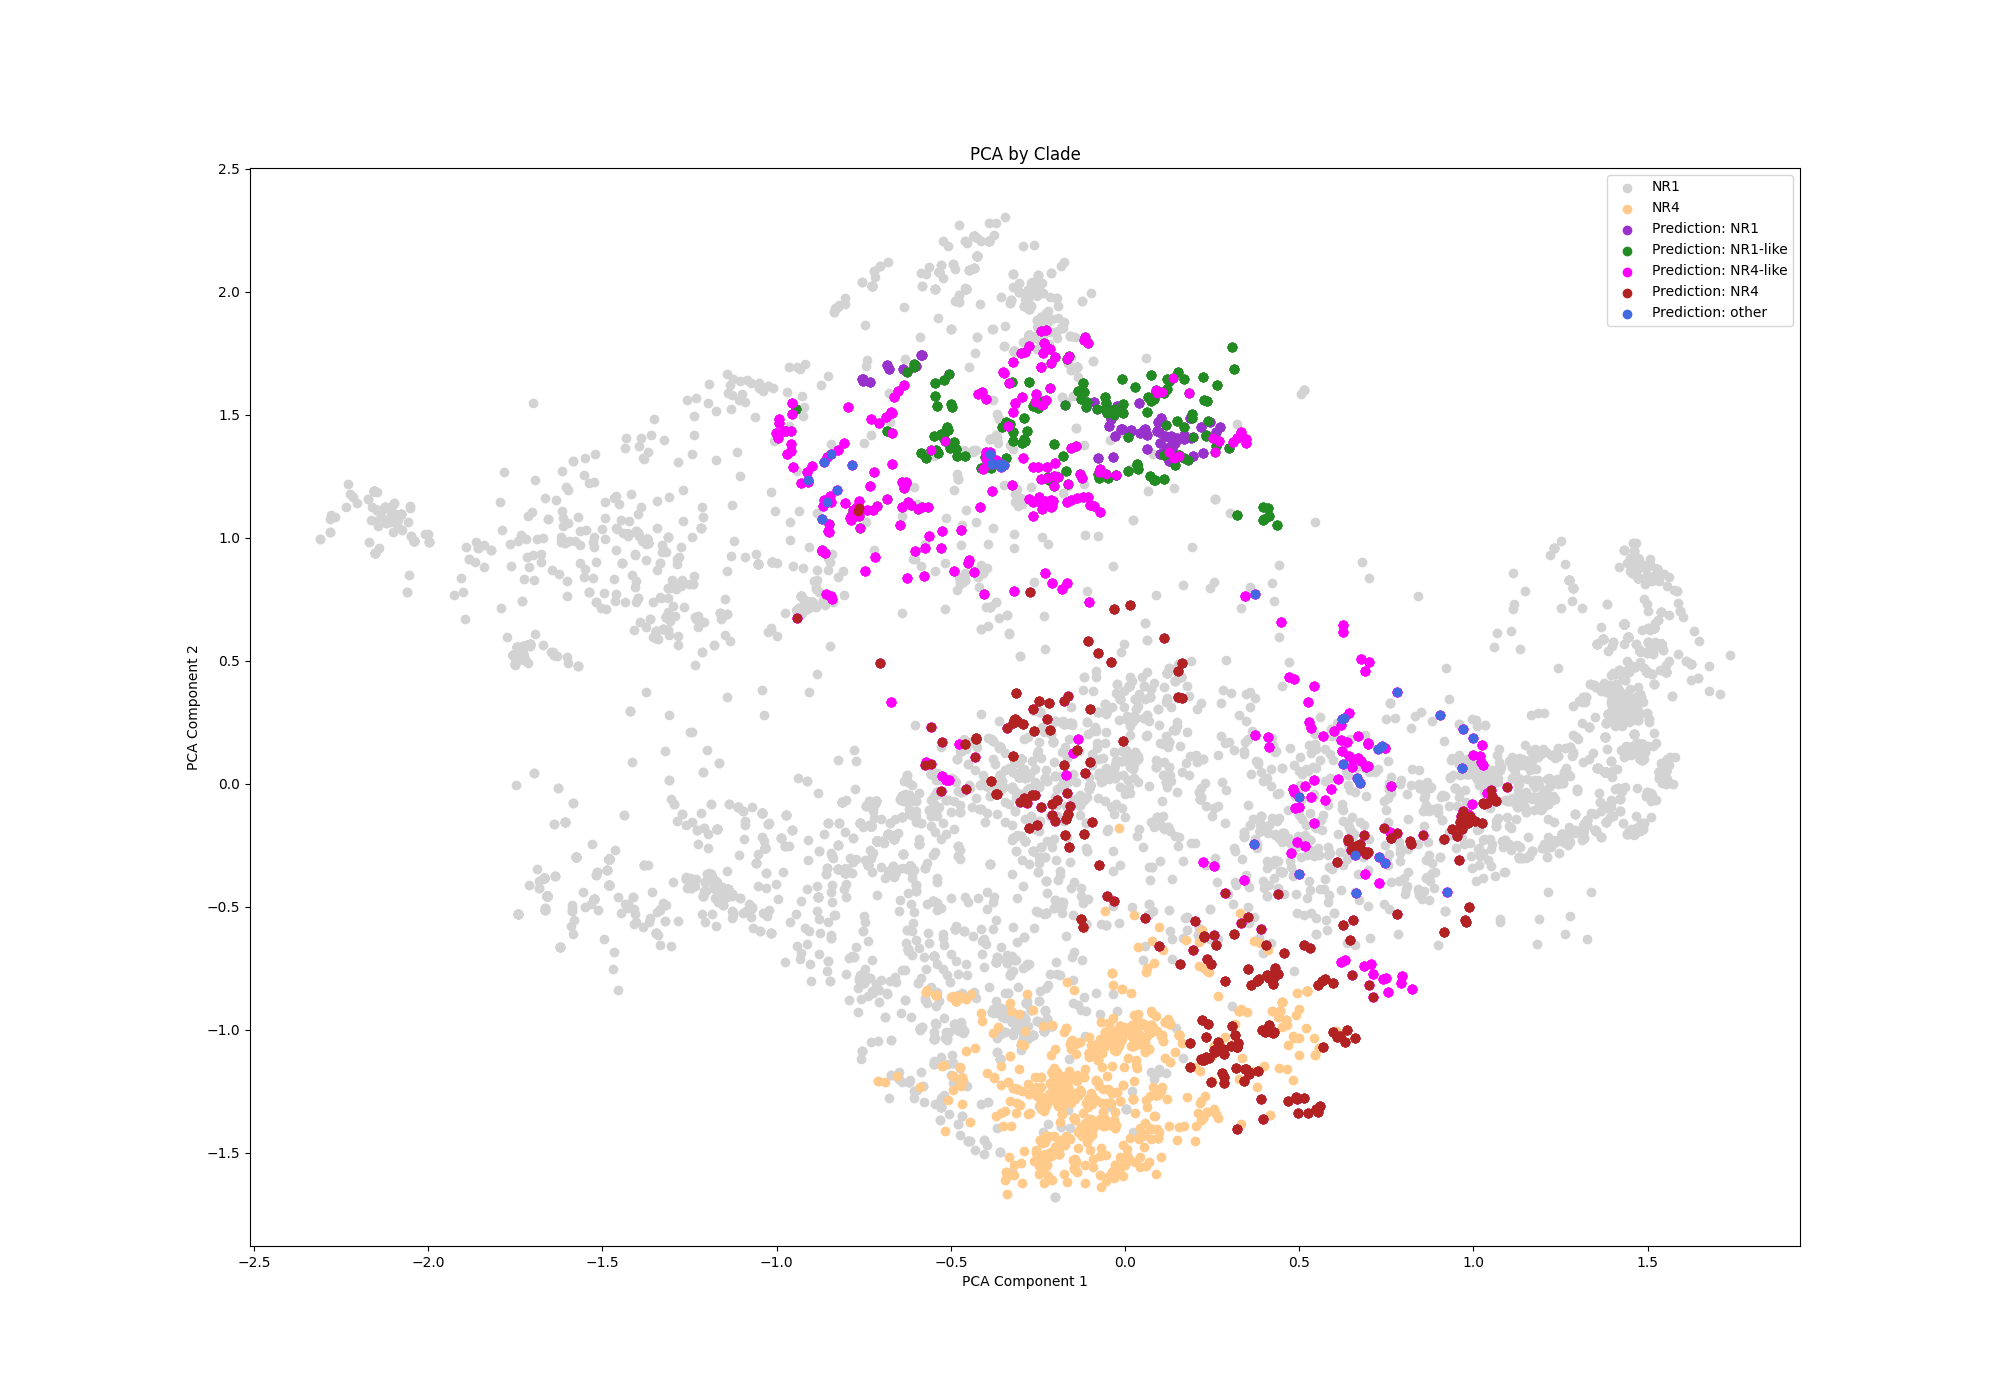 PCA by Clade
NR1
NR4
Prediction: NR1
Prediction: NR1-like
Prediction: NR4-like
Prediction: NR4
Prediction: other
PCA Component 2
2.5
2.0
1.5
1.0
0.5
0.0
−0.5
−1.0
−1.5
−2.5 −2.0 −1.5 −1.0 −0.5 0.0 0.5 1.0 1.5
PCA Component 1